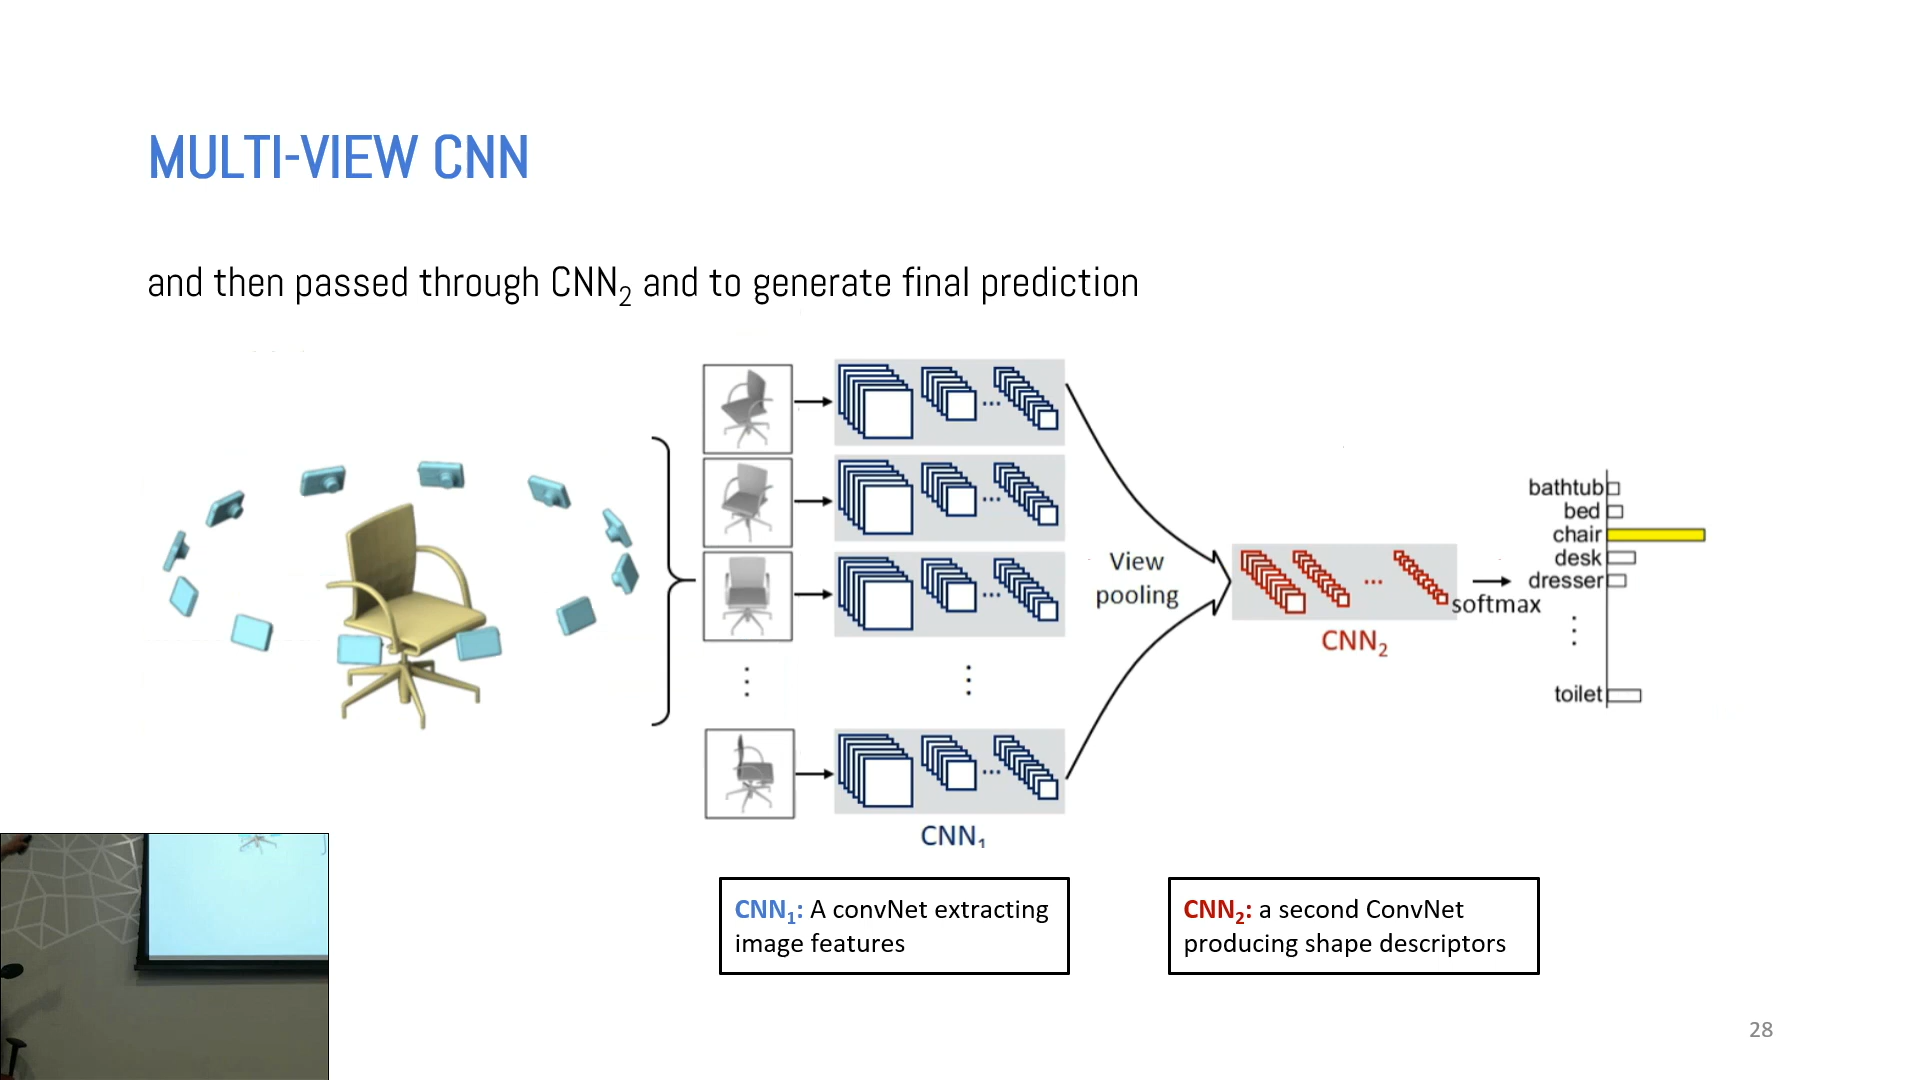 MULTI-VIEW CNN
and then passed through CNN₂ and to generate final prediction
View
pooling
CNN₁
CNN₂
softmax
bathtub
bed
chair
desk
dresser
toilet
CNN₁: A convNet extracting
image features
CNN₂: a second ConvNet
producing shape descriptors
28